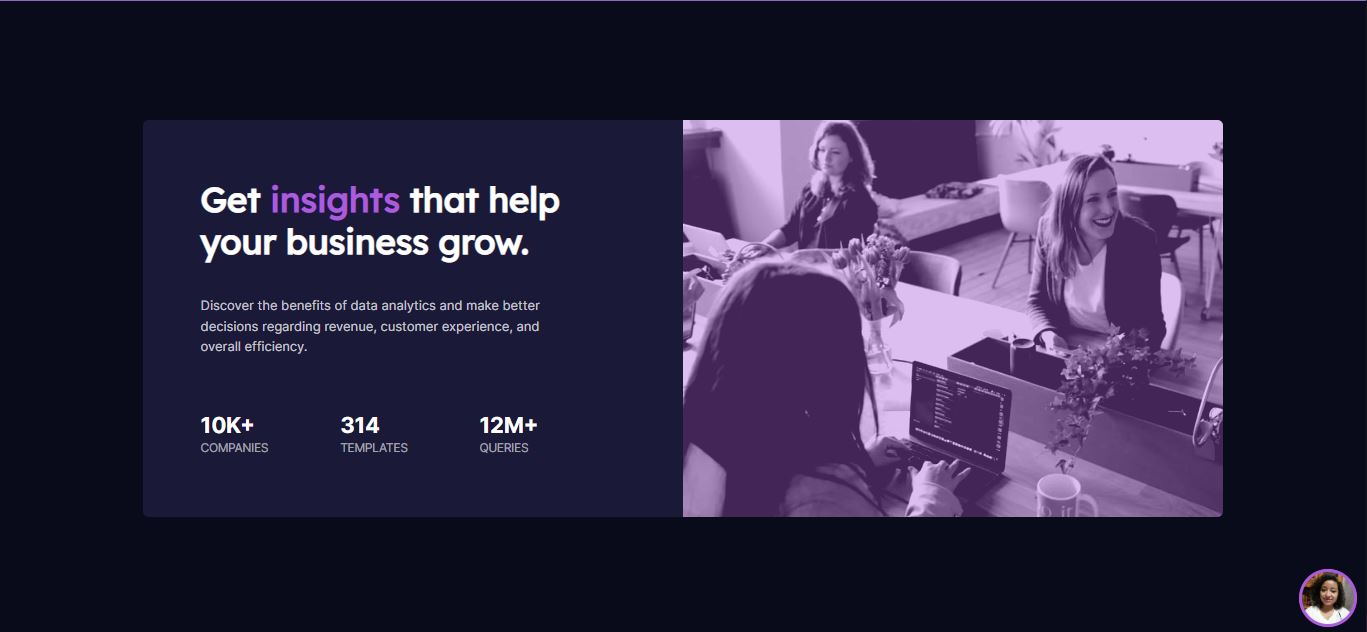 Get insights that help
your business grow.
Discover the benefits of data analytics and make better
decisions regarding revenue, customer experience, and
overall efficiency.
10K+ 314 12M+
COMPANIES TEMPLATES QUERIES